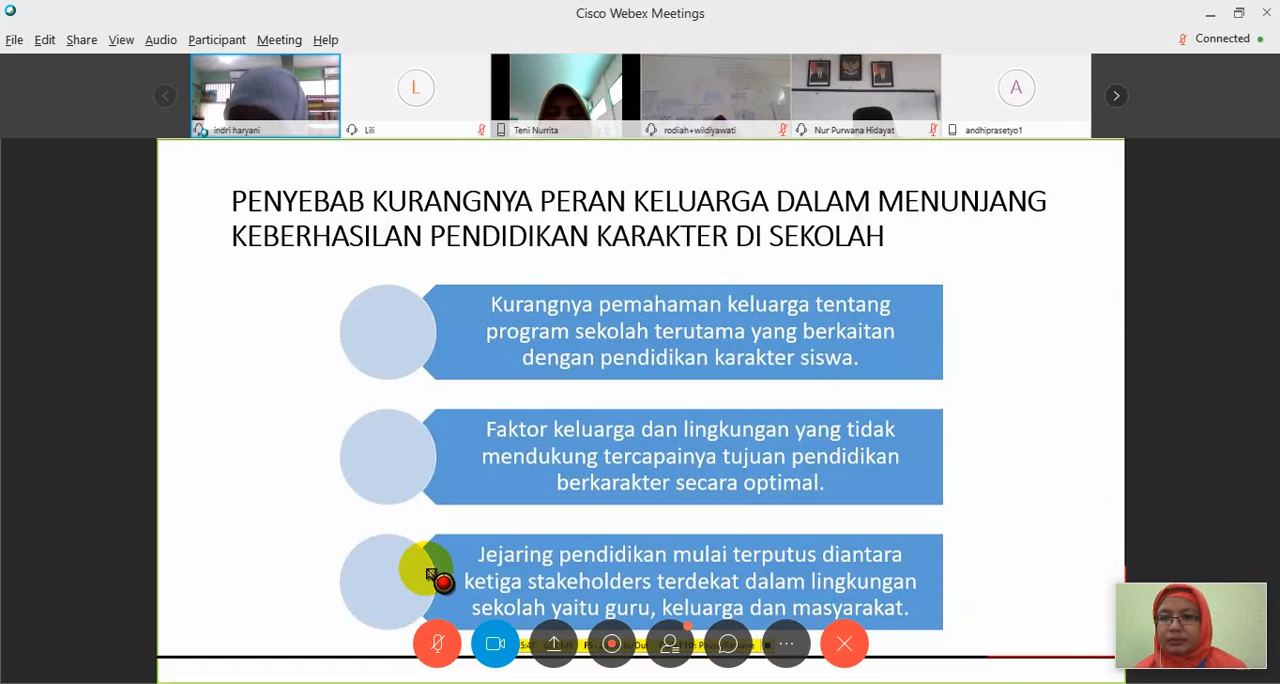 Cisco Webex Meetings
File Edit Share View Audio Participant Meeting Help
Connected
L
A
indri haryani
Lili
Teni Nurrita
rodiah+wildiyawati
Nur Purwana Hidayat
andhiprasetyo1
PENYEBAB KURANGNYA PERAN KELUARGA DALAM MENUNJANG
KEBERHASILAN PENDIDIKAN KARAKTER DI SEKOLAH
Kurangnya pemahaman keluarga tentang
program sekolah terutama yang berkaitan
dengan pendidikan karakter siswa.
Faktor keluarga dan lingkungan yang tidak
mendukung tercapainya tujuan pendidikan
berkarakter secara optimal.
Jejaring pendidikan mulai terputus diantara
ketiga stakeholders terdekat dalam lingkungan
sekolah yaitu guru, keluarga dan masyarakat.